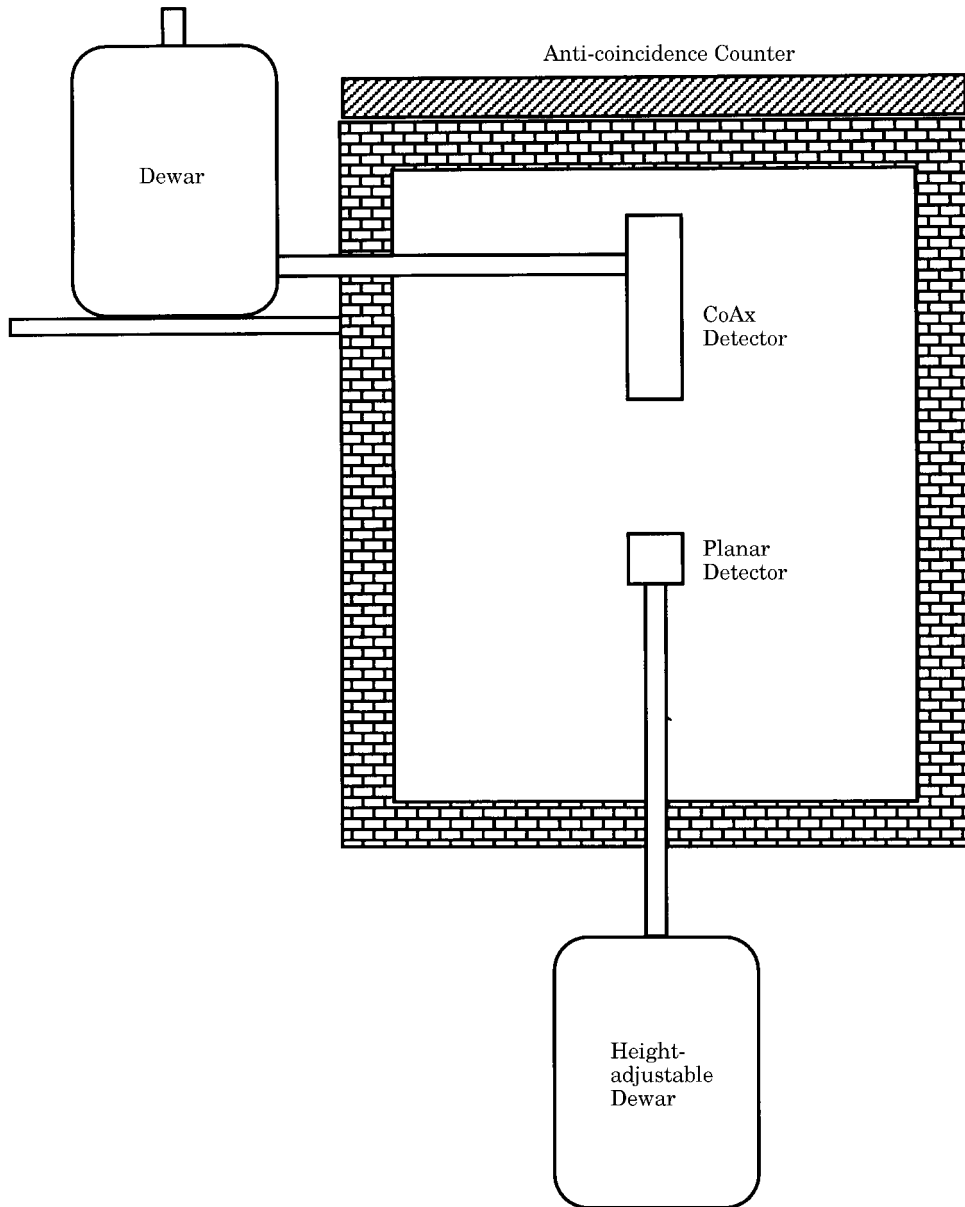 Anti-coincidence Counter
Dewar
CoAx
Detector
Planar
Detector
Height-
adjustable
Dewar